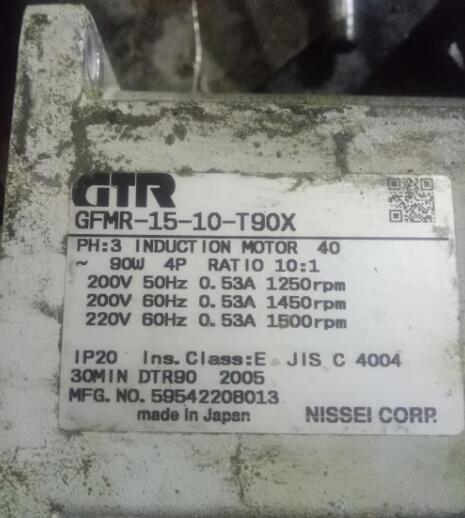 GTR
GFMR-15-10-T90X
PH:3 INDUCTION MOTOR 40
~ 90W 4P RATIO 10:1
200V 50Hz 0.53A 1250rpm
200V 60Hz 0.53A 1450rpm
220V 60Hz 0.53A 1500rpm
IP20 Ins.Class:E JIS C 4004
30MIN DTR90 2005
MFG. NO. 59542208013
made in Japan NISSEI CORP.